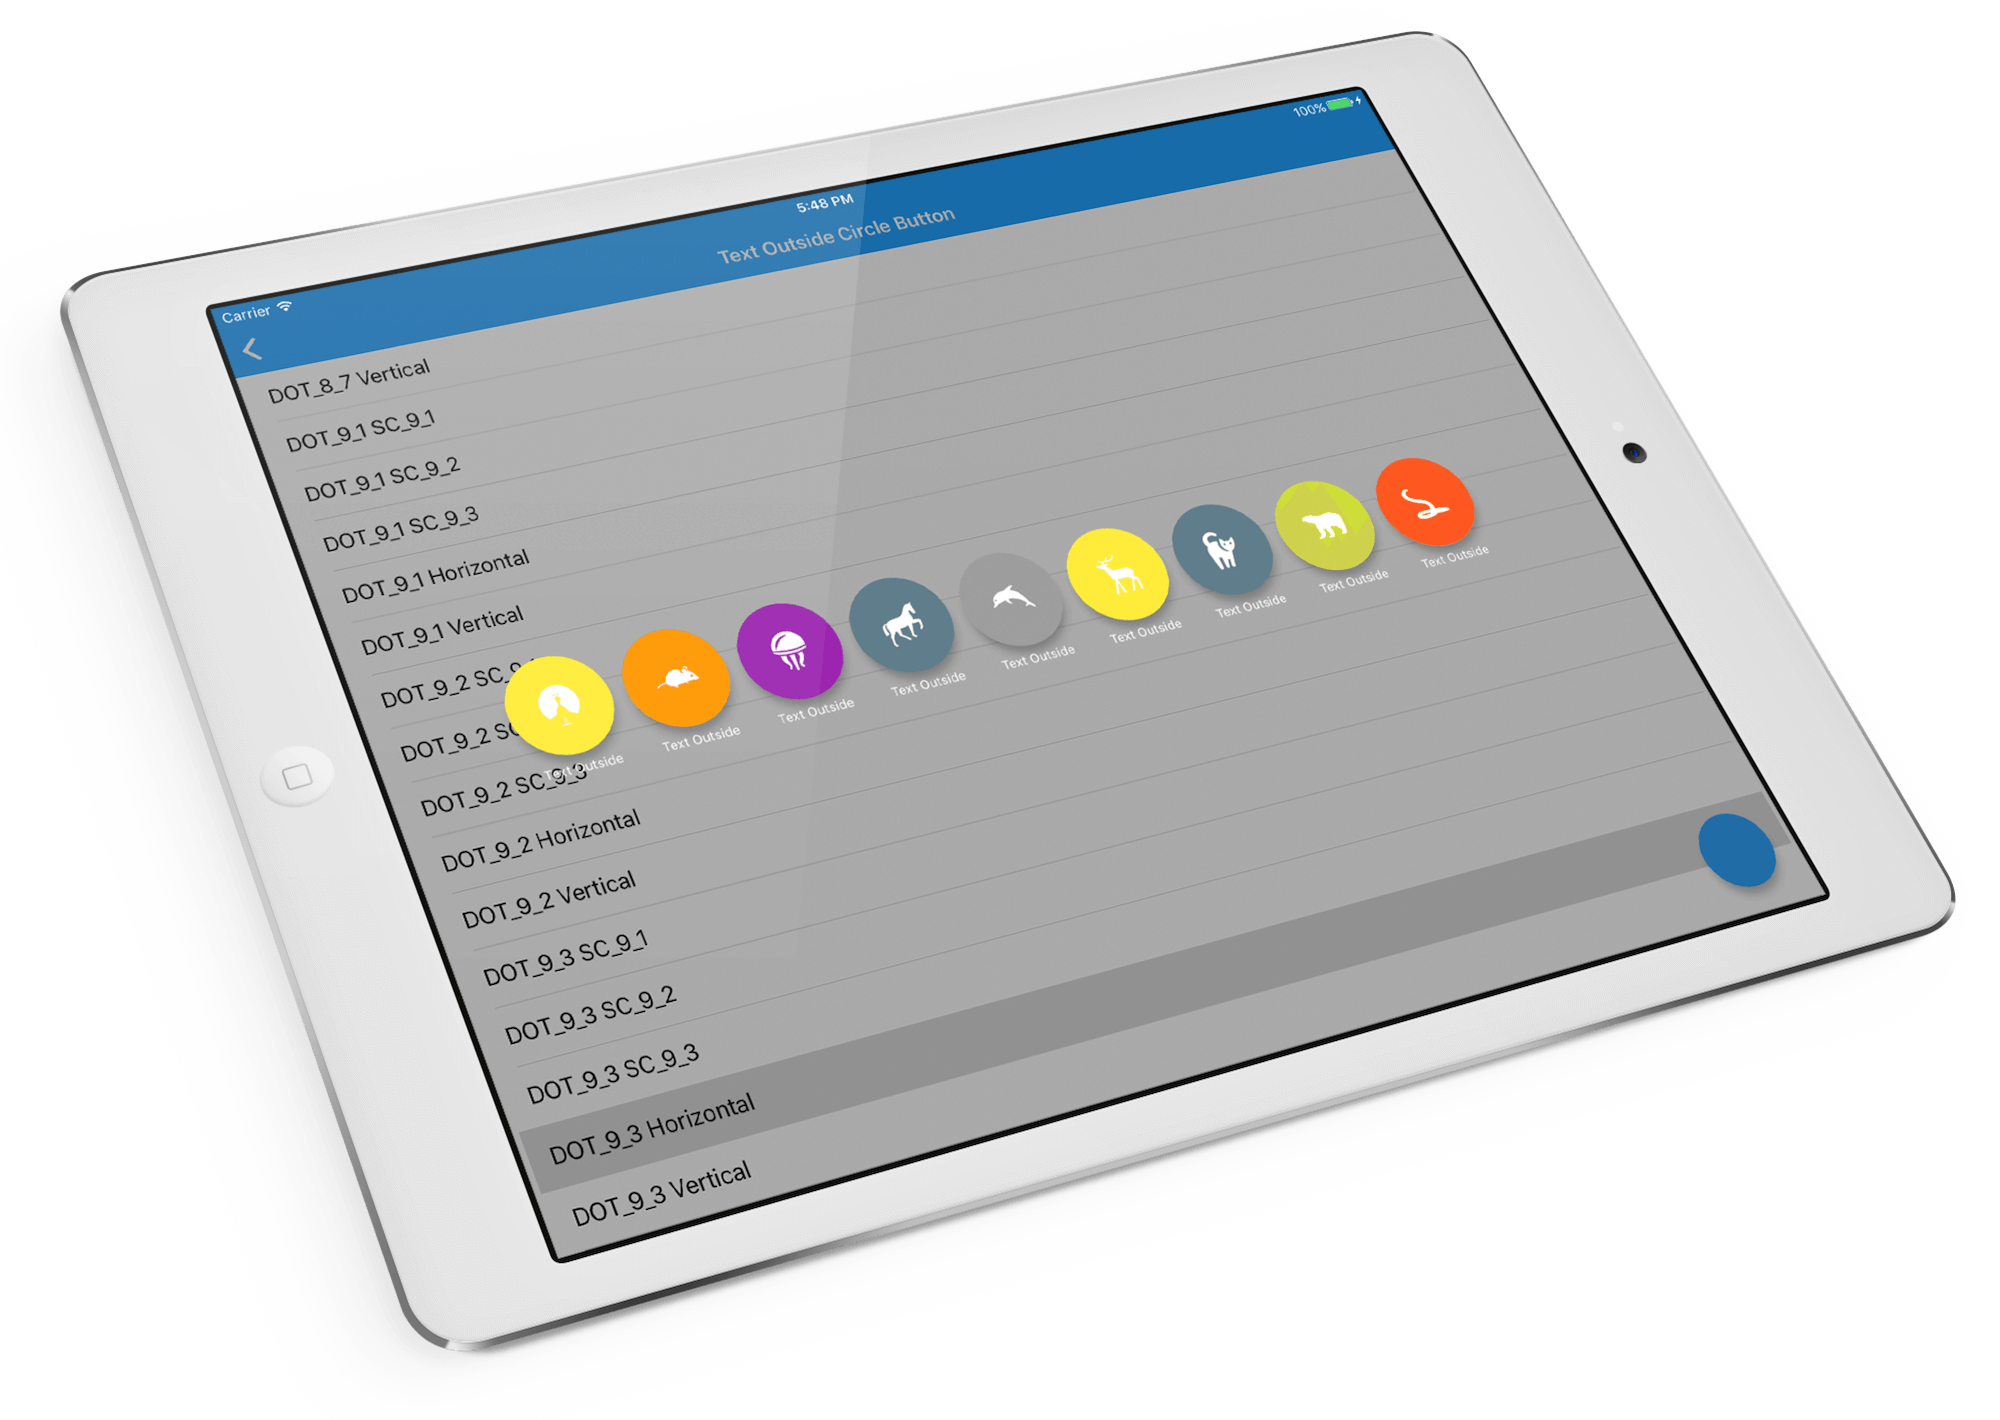 Carrier
5:48 PM
100%
Text Outside Circle Button
DOT_8_7 Vertical
DOT_9_1 SC_9_1
DOT_9_1 SC_9_2
DOT_9_1 SC_9_3
DOT_9_1 Horizontal
DOT_9_1 Vertical
DOT_9_2 SC_9
DOT_9_2 SC
DOT_9_2 SC_9_3
DOT_9_2 Horizontal
DOT_9_2 Vertical
DOT_9_3 SC_9_1
DOT_9_3 SC_9_2
DOT_9_3 SC_9_3
DOT_9_3 Horizontal
DOT_9_3 Vertical
Text Outside
Text Outside
Text Outside
Text Outside
Text Outside
Text Outside
Text Outside
Text Outside
Text Outside